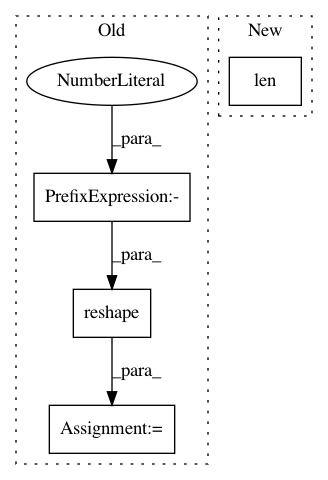 Old
New
NumberLiteral
len
_para_
PrefixExpression:-
_para_
reshape
_para_
Assignment:=